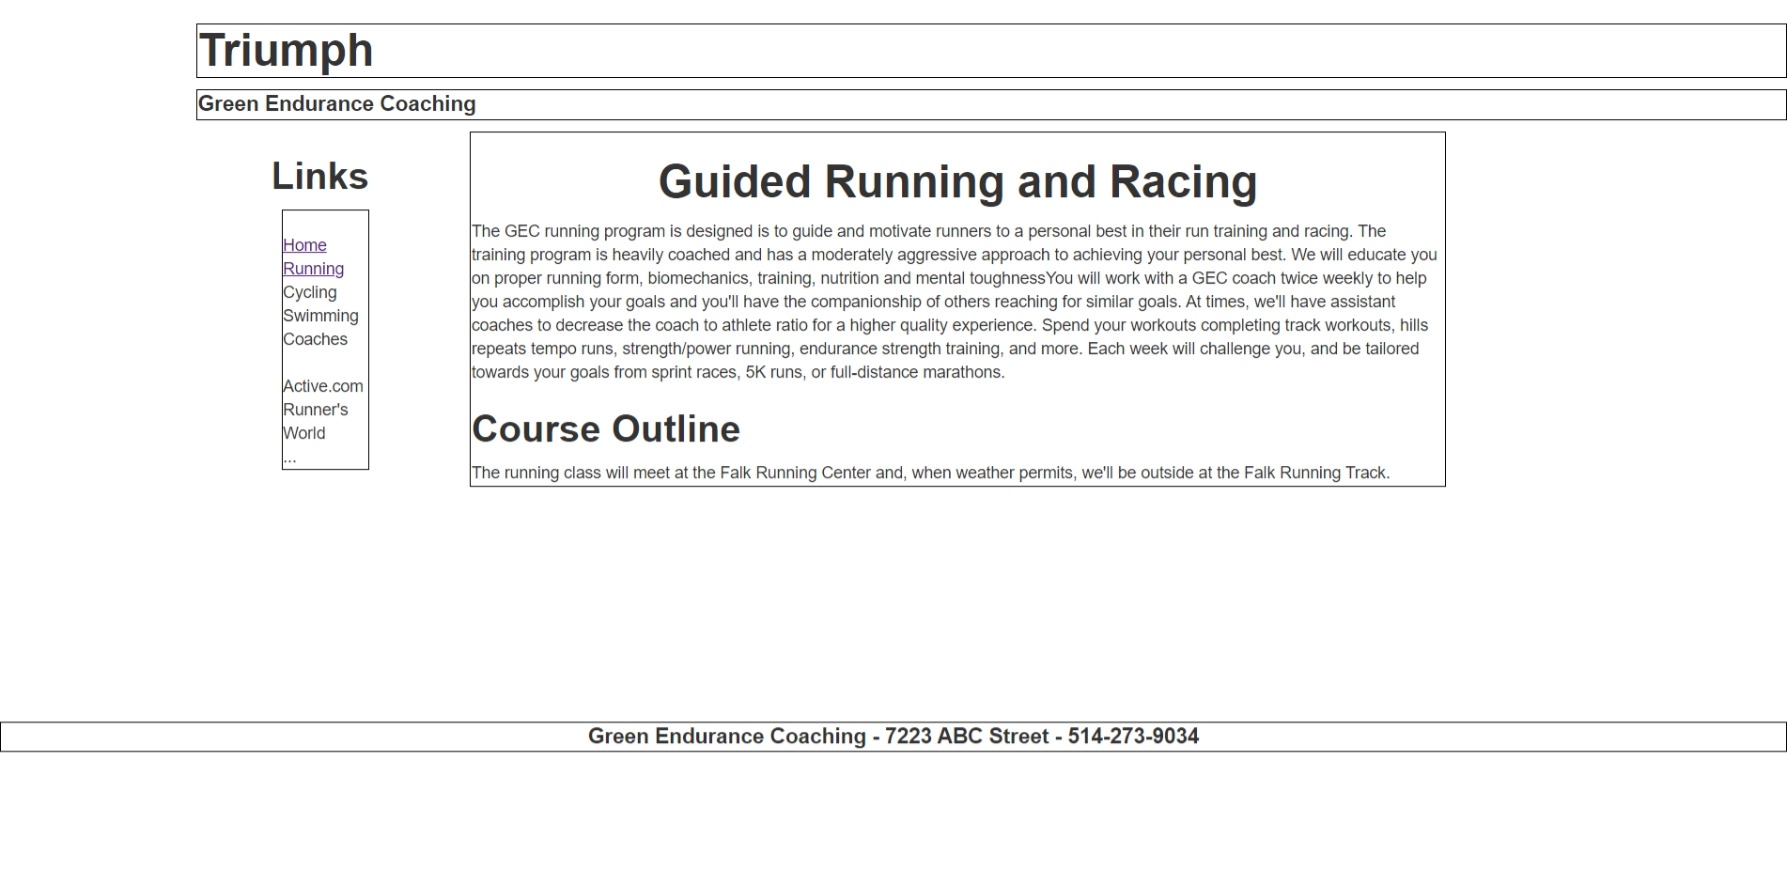 Triumph
Green Endurance Coaching
Links
Home
Running
Cycling
Swimming
Coaches
Active.com
Runner's
World
...
Guided Running and Racing
The GEC running program is designed is to guide and motivate runners to a personal best in their run training and racing. The
training program is heavily coached and has a moderately aggressive approach to achieving your personal best. We will educate you
on proper running form, biomechanics, training, nutrition and mental toughnessYou will work with a GEC coach twice weekly to help
you accomplish your goals and you'll have the companionship of others reaching for similar goals. At times, we'll have assistant
coaches to decrease the coach to athlete ratio for a higher quality experience. Spend your workouts completing track workouts, hills
repeats tempo runs, strength/power running, endurance strength training, and more. Each week will challenge you, and be tailored
towards your goals from sprint races, 5K runs, or full-distance marathons.
Course Outline
The running class will meet at the Falk Running Center and, when weather permits, we'll be outside at the Falk Running Track.
Green Endurance Coaching - 7223 ABC Street - 514-273-9034